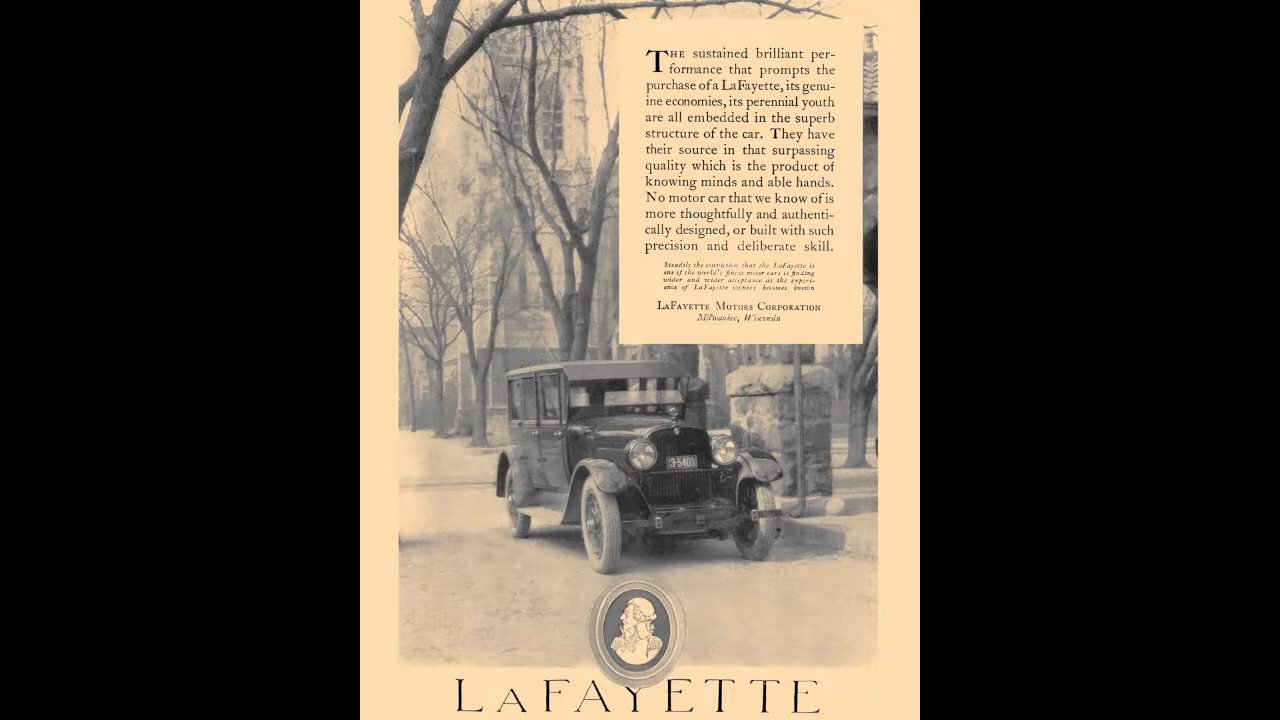 THE sustained brilliant per-
formance that prompts the
purchase of a LaFayette, its genu-
ine economies, its perennial youth
are all embedded in the superb
structure of the car. They have
their source in that surpassing
quality which is the product of
knowing minds and able hands.
No motor car that we know of is
more thoughtfully and authenti-
cally designed, or built with such
precision and deliberate skill.
Steadily the conviction that the LaFayette is
one of the world's finest motor cars is finding
wider and wider acceptance as the experi-
ence of LaFayette owners becomes known
LAFAYETTE MOTORS CORPORATION
Milwaukee, Wisconsin
LAFAYETTE